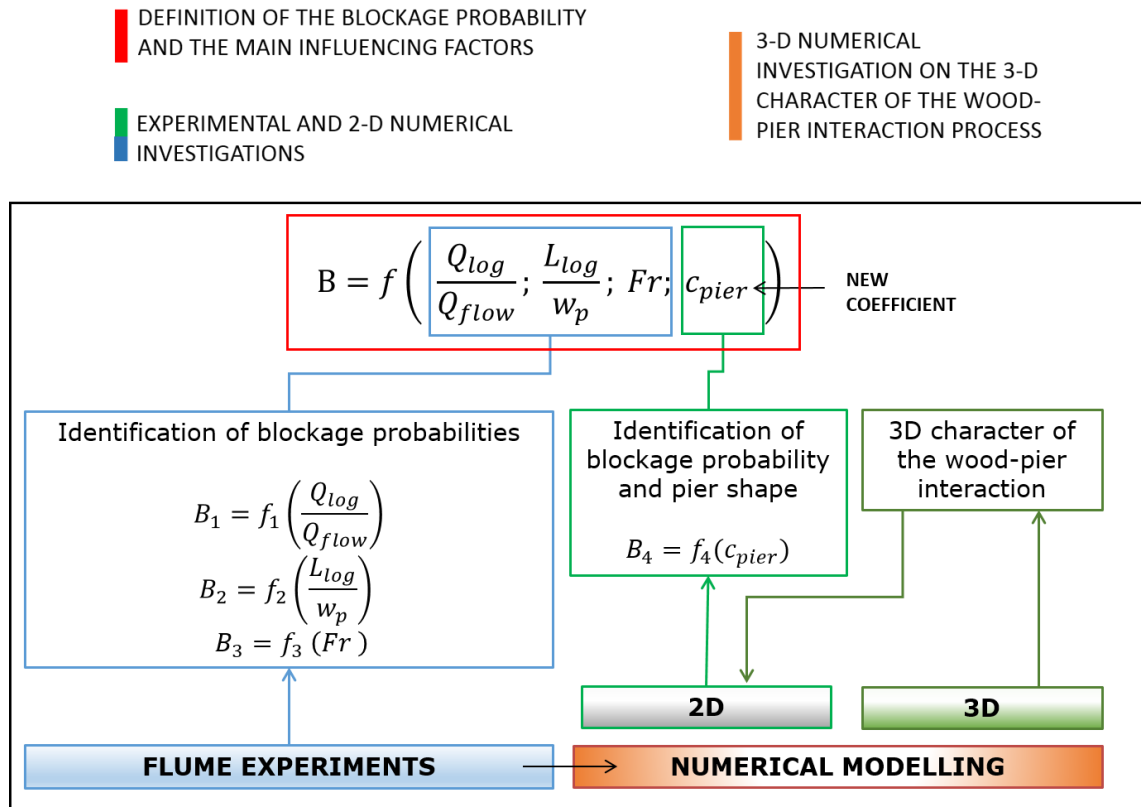 DEFINITION OF THE BLOCKAGE PROBABILITY
AND THE MAIN INFLUENCING FACTORS
EXPERIMENTAL AND 2-D NUMERICAL
INVESTIGATIONS
3-D NUMERICAL
INVESTIGATION ON THE 3-D
CHARACTER OF THE WOOD-
PIER INTERACTION PROCESS
B = f ( Q_log / Q_flow ; L_log / w_p ; Fr; c_pier )
NEW
COEFFICIENT
Identification of blockage probabilities
B_1 = f_1 ( Q_log / Q_flow )
B_2 = f_2 ( L_log / w_p )
B_3 = f_3 (Fr )
Identification of
blockage probability
and pier shape
B_4 = f_4(c_pier)
3D character of
the wood-pier
interaction
2D
3D
FLUME EXPERIMENTS
NUMERICAL MODELLING